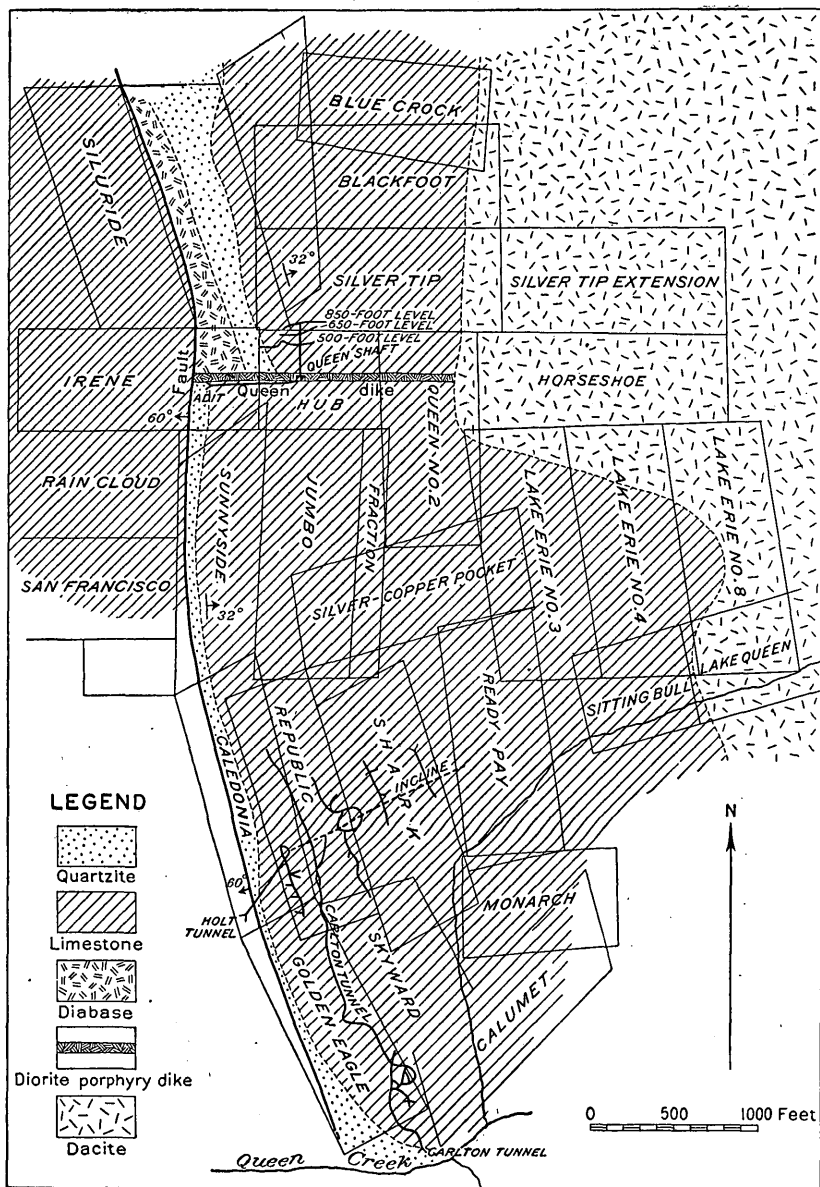 BLUE CROCK
BLACKFOOT
SILURIDE
32°
SILVER TIP
SILVER TIP EXTENSION
850-FOOT LEVEL
650-FOOT LEVEL
500-FOOT LEVEL
QUEEN SHAFT
IRENE
Fault
ADIT
Queen dike
HUB
HORSESHOE
60°
QUEEN NO.2
RAIN CLOUD
SUNNYSIDE
JUMBO
FRACTION
LAKE ERIE NO.3
LAKE ERIE NO.4
LAKE ERIE NO.8
SAN FRANCISCO
32°
SILVER-COPPER POCKET
LAKE QUEEN
SITTING BULL
REPUBLIC
SHARK
READY PAY
CALEDONIA
INCLINE
60°
HOLT
TUNNEL
CARLTON TUNNEL
SKYWARD
MONARCH
GOLDEN EAGLE
CALUMET
CARLTON TUNNEL
Queen Creek
LEGEND
Quartzite
Limestone
Diabase
Diorite porphyry dike
Dacite
N
0 500 1000 Feet